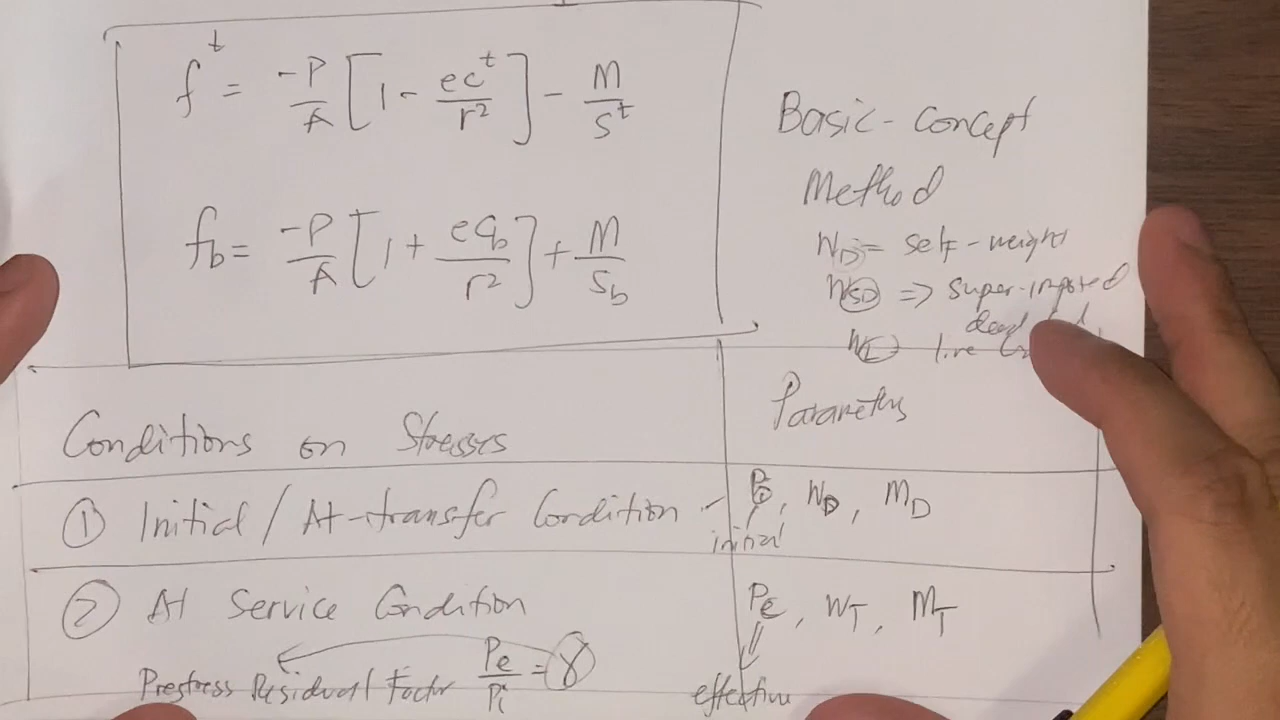 f^t = -P/A [1 - ec^t/r²] - M/S^t
f_b = -P/A [1 + ec_b/r²] + M/S_b
Basic-concept
Method
W_D = self-weight
W_SD => super-imposed
dead
W_L live
Conditions on Stresses
Parameters
① Initial / At-transfer Condition - P_i, W_D, M_D
initial
② At Service Condition
P_e, W_T, M_T
Prestress Residual Factor P_e/P_i = γ
effective